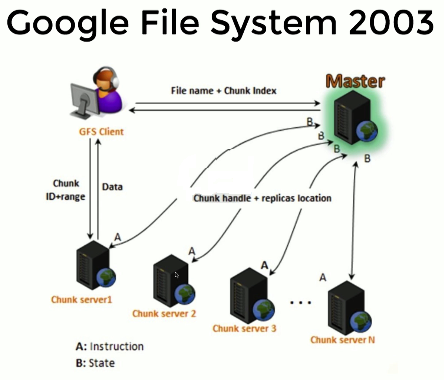 Google File System 2003
Master
File name + Chunk Index
GFS Client
B
B
B
B
Chunk
ID+range
Data
Chunk handle + replicas location
A
A
A
A
Chunk server1
Chunk server 2
Chunk server 3
...
Chunk server N
A: Instruction
B: State